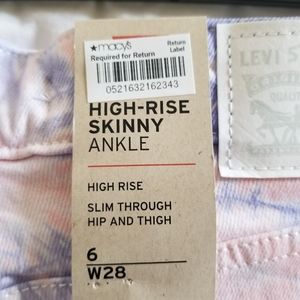 ★macy's
Return
Required for Return
Label
0521632162343
HIGH-RISE
SKINNY
ANKLE
HIGH RISE
SLIM THROUGH
HIP AND THIGH
6
W28